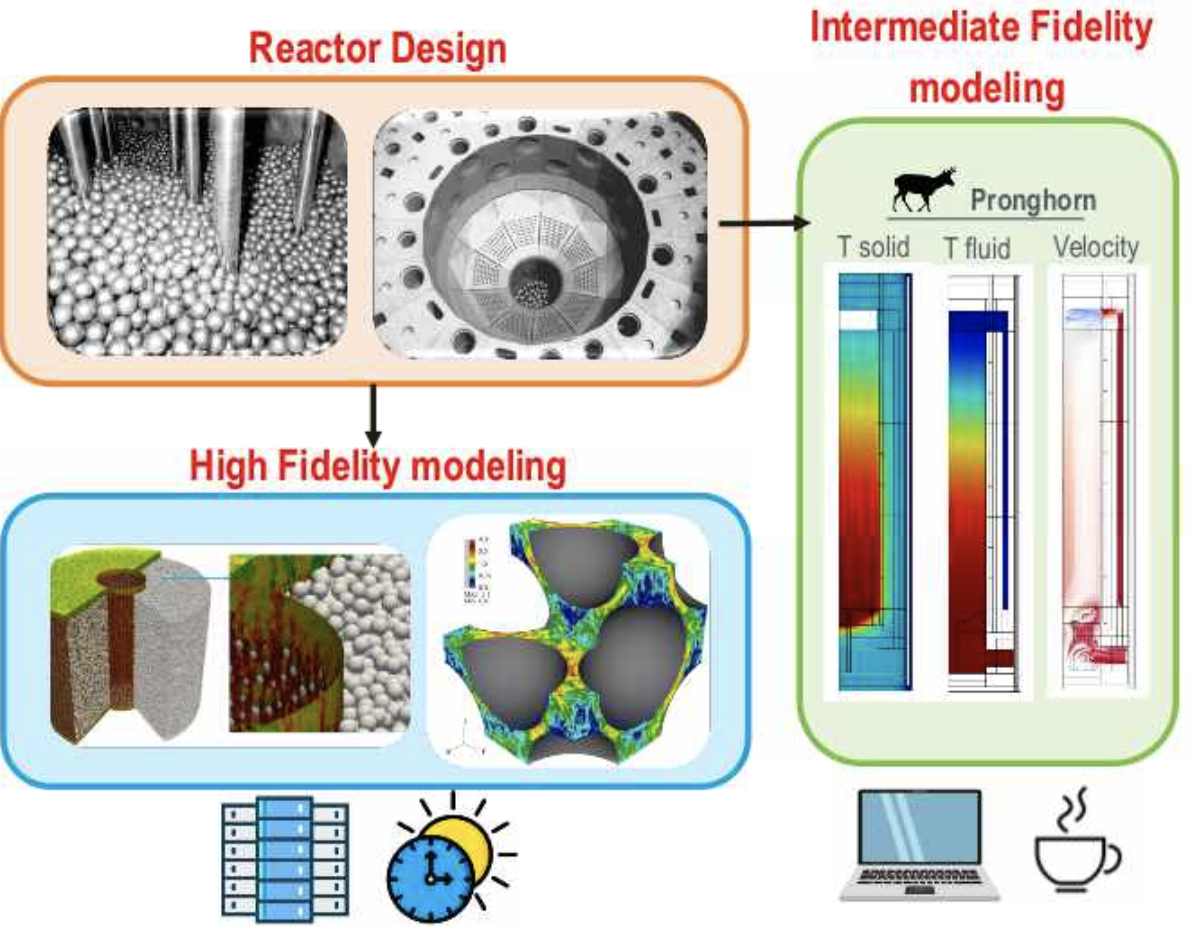 Reactor Design
Intermediate Fidelity
modeling
Pronghorn
T solid
T fluid
Velocity
High Fidelity modeling